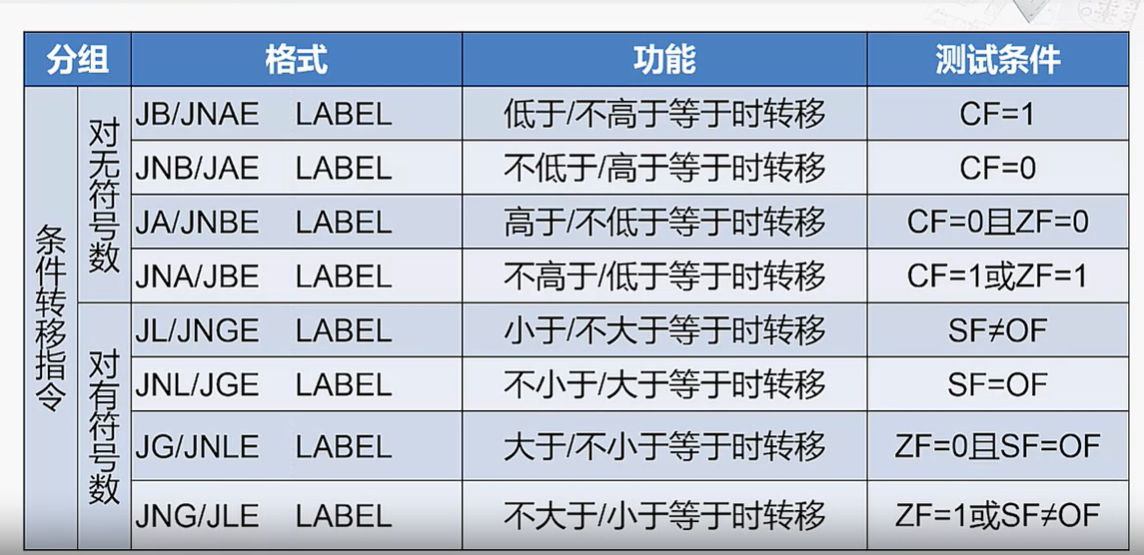 分组 格式 功能 测试条件
条件转移指令
对无符号数
JB/JNAE LABEL 低于/不高于等于时转移 CF=1
JNB/JAE LABEL 不低于/高于等于时转移 CF=0
JA/JNBE LABEL 高于/不低于等于时转移 CF=0且ZF=0
JNA/JBE LABEL 不高于/低于等于时转移 CF=1或ZF=1
对有符号数
JL/JNGE LABEL 小于/不大于等于时转移 SF≠OF
JNL/JGE LABEL 不小于/大于等于时转移 SF=OF
JG/JNLE LABEL 大于/不小于等于时转移 ZF=0且SF=OF
JNG/JLE LABEL 不大于/小于等于时转移 ZF=1或SF≠OF